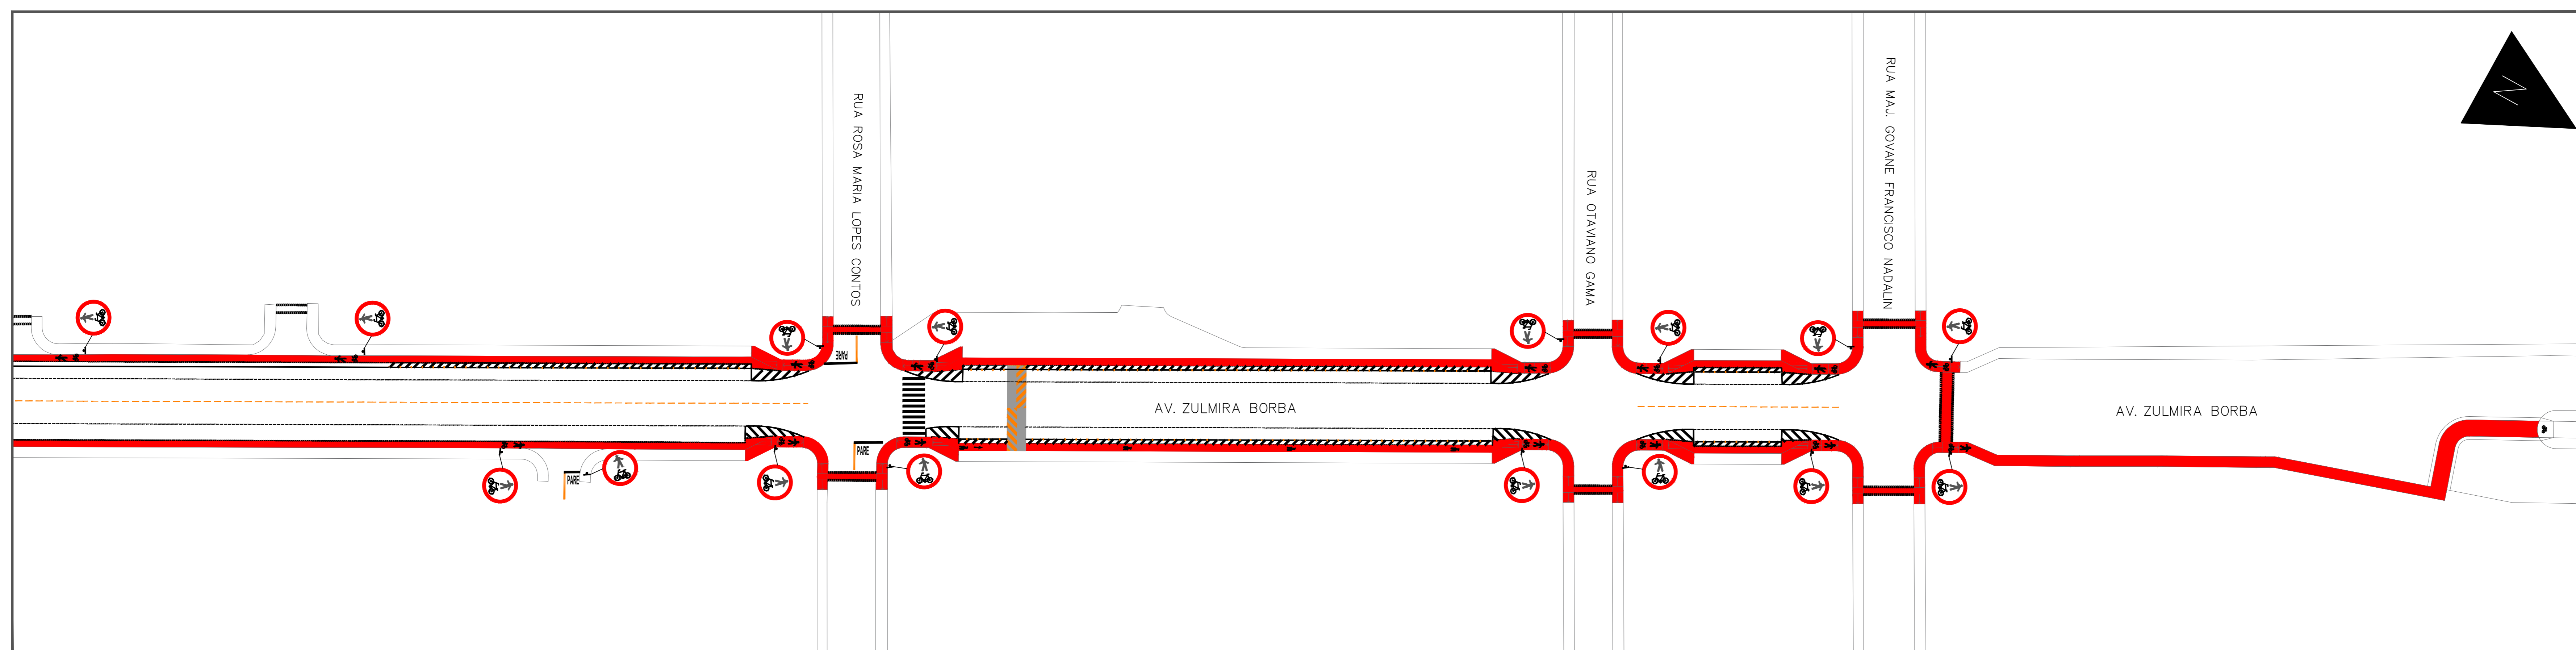 RUA ROSA MARIA LOPES CONTOS
RUA OTAVIANO GAMA
RUA MAJ. GOVANE FRANCISCO NADALIN
N
PARE
AV. ZULMIRA BORBA
AV. ZULMIRA BORBA
PARE
PARE